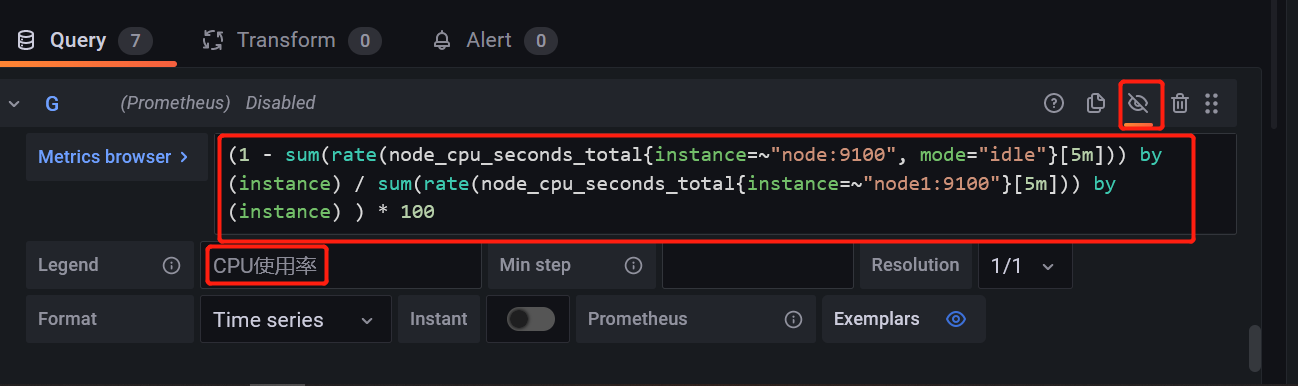 Query 7 Transform 0 Alert 0
G (Prometheus) Disabled
Metrics browser >
(1 - sum(rate(node_cpu_seconds_total{instance=~"node:9100", mode="idle"}[5m])) by
(instance) / sum(rate(node_cpu_seconds_total{instance=~"node1:9100"}[5m])) by
(instance) ) * 100
Legend CPU使用率 Min step Resolution 1/1
Format Time series Instant Prometheus Exemplars